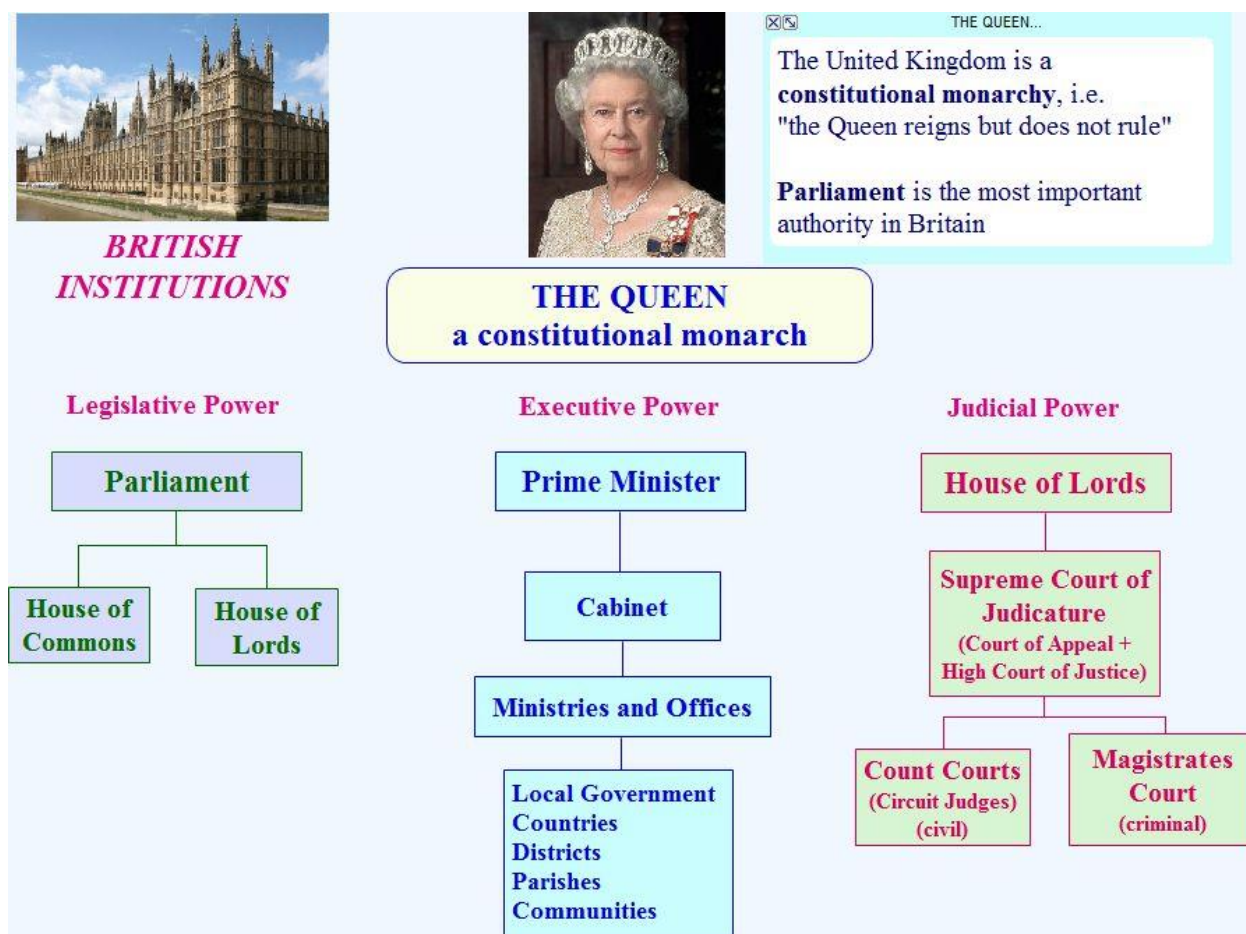 THE QUEEN...
The United Kingdom is a
constitutional monarchy, i.e.
"the Queen reigns but does not rule"
Parliament is the most important
authority in Britain
BRITISH
INSTITUTIONS
THE QUEEN
a constitutional monarch
Legislative Power
Parliament
House of
Commons
House of
Lords
Executive Power
Prime Minister
Cabinet
Ministries and Offices
Local Government
Countries
Districts
Parishes
Communities
Judicial Power
House of Lords
Supreme Court of
Judicature
(Court of Appeal +
High Court of Justice)
Count Courts
(Circuit Judges)
(civil)
Magistrates
Court
(criminal)